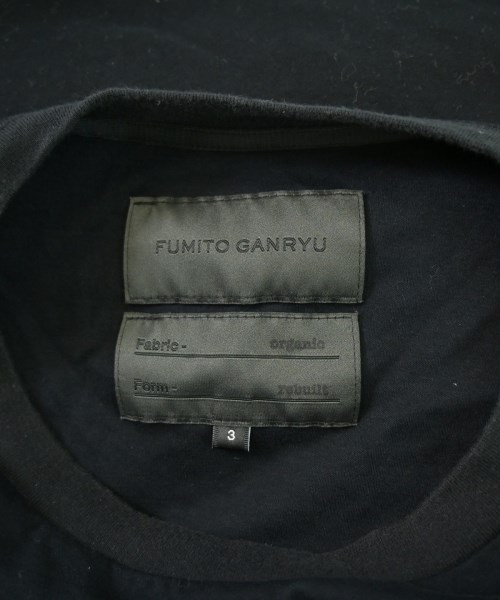 FUMITO GANRYU
Fabric - organic
Form - rebuilt
3